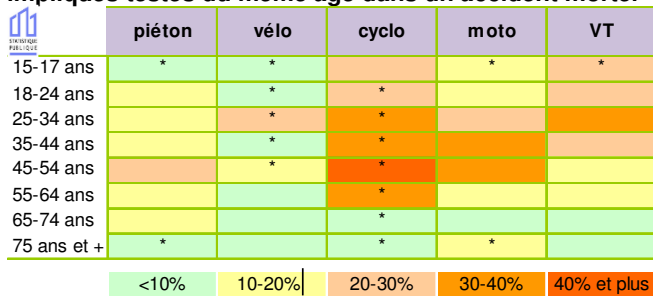 impliqués testés du même âge dans un accident mortel
STATISTIQUE
PUBLIQUE
piéton vélo cyclo moto VT
15-17 ans * * * *
18-24 ans * *
25-34 ans * *
35-44 ans * *
45-54 ans * *
55-64 ans *
65-74 ans *
75 ans et + * * *
<10% 10-20% 20-30% 30-40% 40% et plus